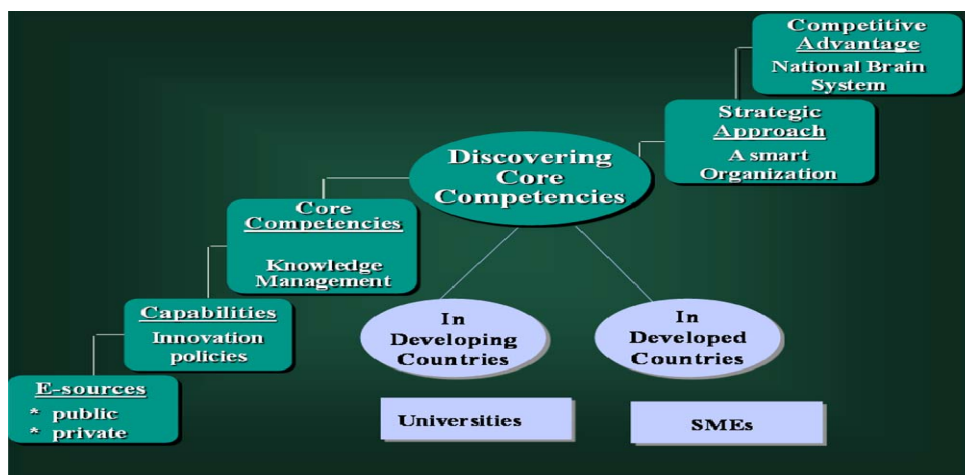 Competitive
Advantage
National Brain
System
Strategic
Approach
A smart
Organization
Discovering
Core
Competencies
Core
Competencies
Knowledge
Management
Capabilities
Innovation
policies
E-sources
* public
* private
In
Developing
Countries
In
Developed
Countries
Universities
SMEs